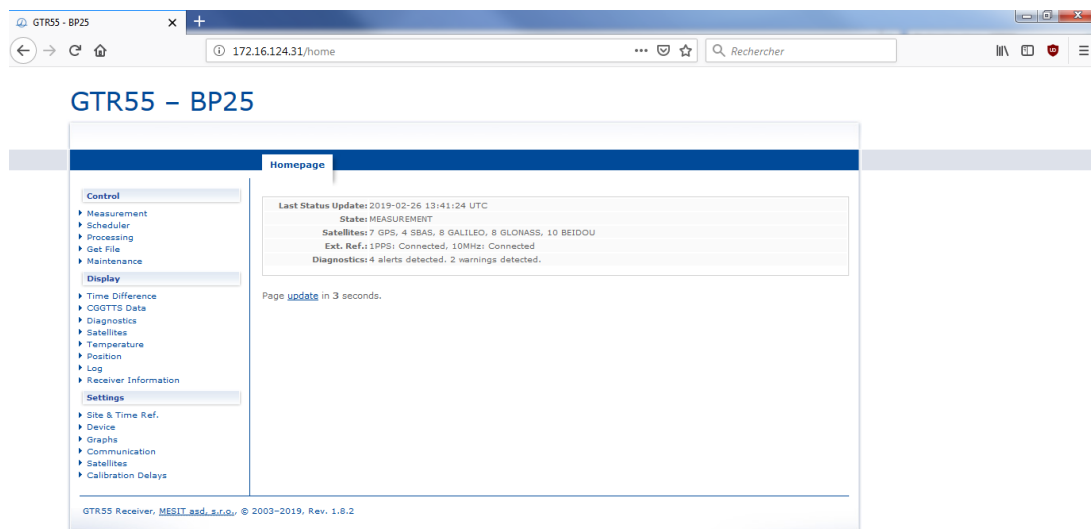 GTR55 - BP25
172.16.124.31/home
Rechercher
GTR55 – BP25
Homepage
Control
Measurement
Scheduler
Processing
Get File
Maintenance
Display
Time Difference
CGGTTS Data
Diagnostics
Satellites
Temperature
Position
Log
Receiver Information
Settings
Site & Time Ref.
Device
Graphs
Communication
Satellites
Calibration Delays
Last Status Update: 2019-02-26 13:41:24 UTC
State: MEASUREMENT
Satellites: 7 GPS, 4 SBAS, 8 GALILEO, 8 GLONASS, 10 BEIDOU
Ext. Ref.: 1PPS: Connected, 10MHz: Connected
Diagnostics: 4 alerts detected. 2 warnings detected.
Page update in 3 seconds.
GTR55 Receiver, MESIT asd, s.r.o., © 2003–2019, Rev. 1.8.2